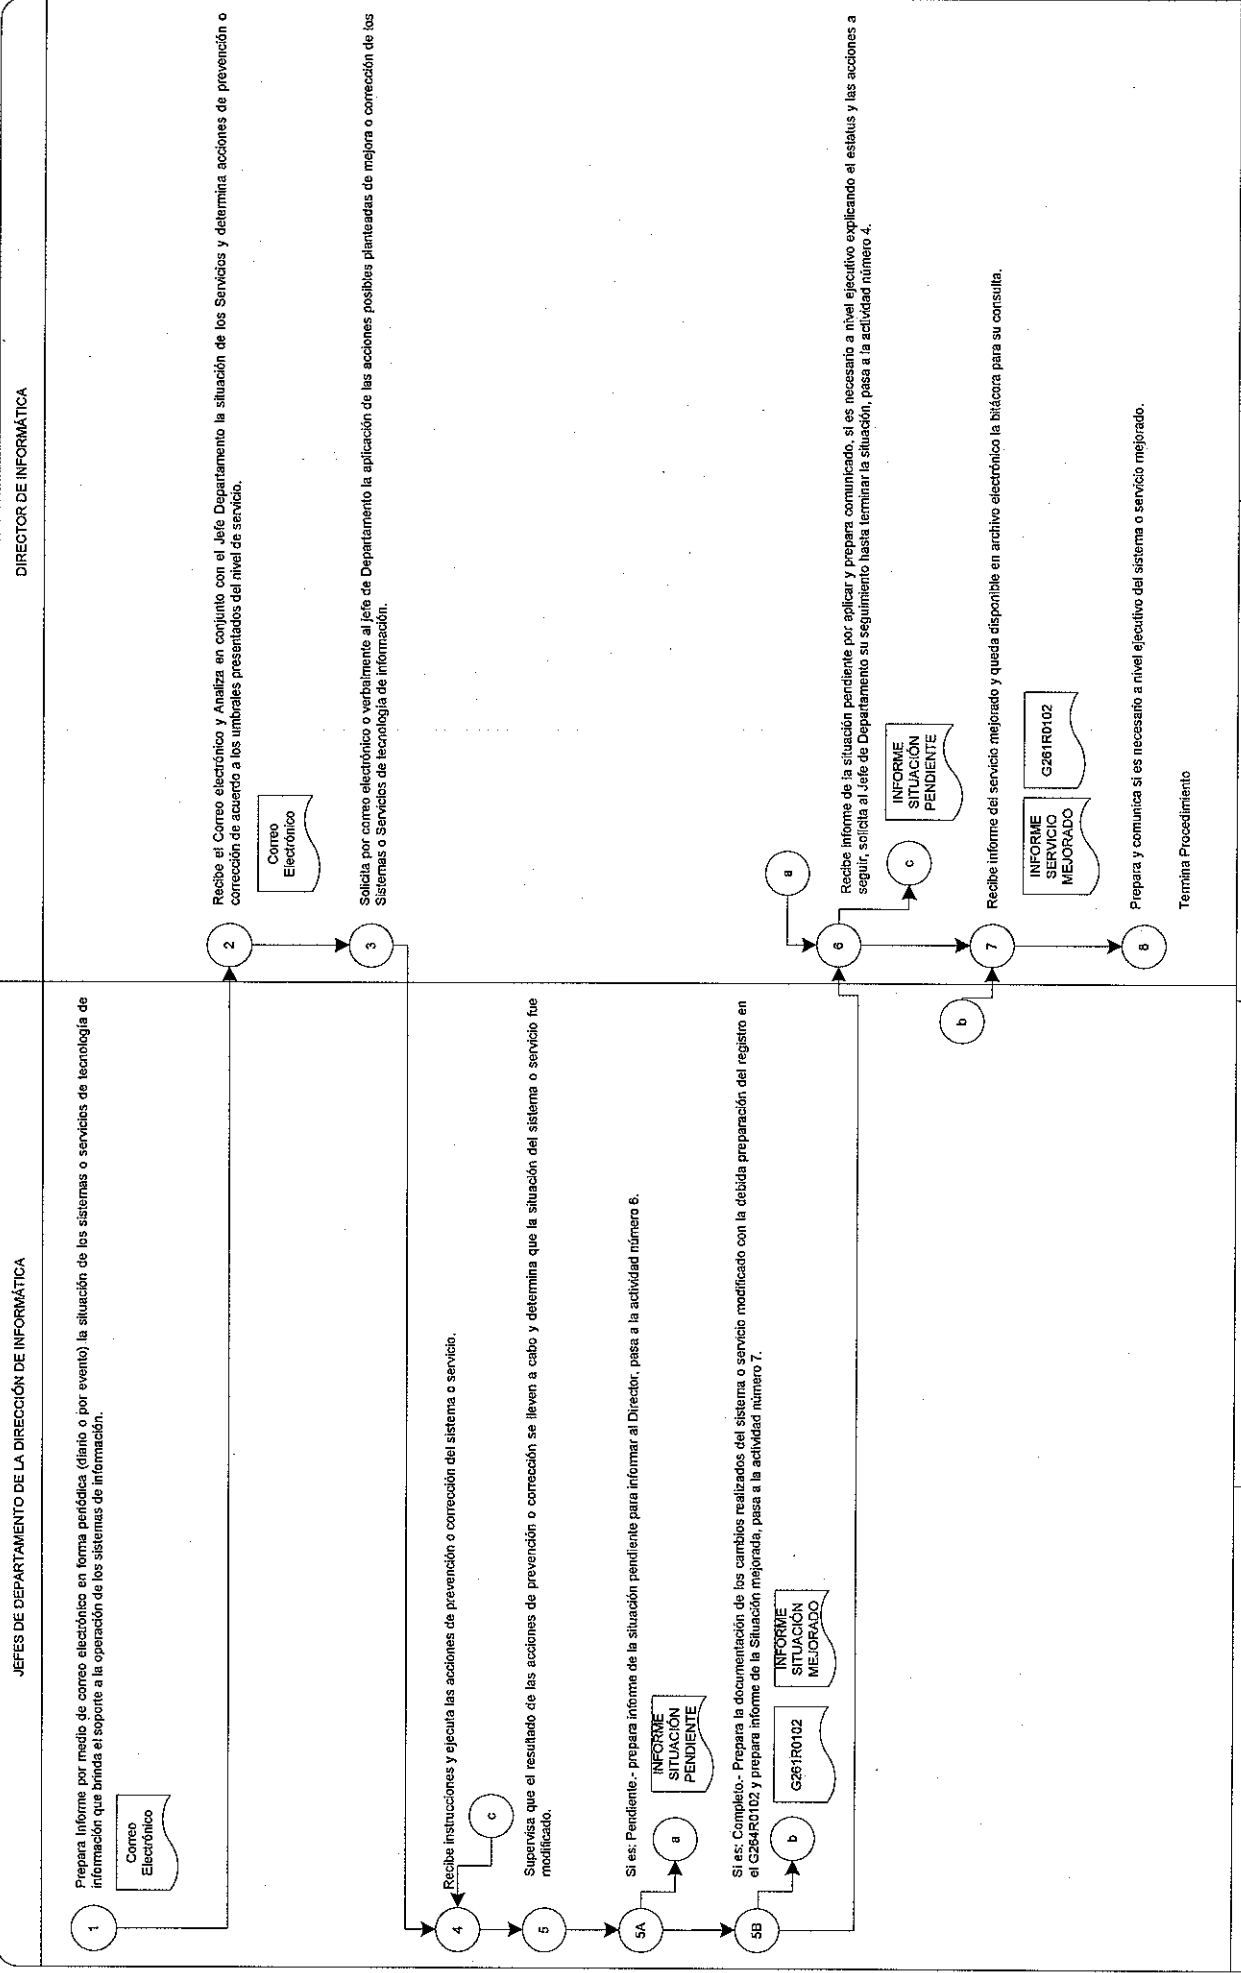 JEFES DE DEPARTAMENTO DE LA DIRECCIÓN DE INFORMÁTICA
DIRECTOR DE INFORMÁTICA
1
Prepara Informe por medio de correo electrónico en forma periódica (diario o por evento) la situación de los sistemas o servicios de tecnología de
información que brinda el soporte a la operación de los sistemas de información.
Correo
Electrónico
2
Recibe el Correo electrónico y Analiza en conjunto con el Jefe Departamento la situación de los Servicios y determina acciones de prevención o
corrección de acuerdo a los umbrales presentados del nivel de servicio.
Correo
Electrónico
3
Solicita por correo electrónico o verbalmente al jefe de Departamento la aplicación de las acciones posibles planteadas de mejora o corrección de los
Sistemas o Servicios de tecnología de información.
4
Recibe instrucciones y ejecuta las acciones de prevención o corrección del sistema o servicio.
c
5
Supervisa que el resultado de las acciones de prevención o corrección se lleven a cabo y determina que la situación del sistema o servicio fue
modificado.
5A
Si es: Pendiente.- prepara informe de la situación pendiente para informar al Director, pasa a la actividad número 6.
a
INFORME
SITUACIÓN
PENDIENTE
5B
Si es: Completo.- Prepara la documentación de los cambios realizados del sistema o servicio modificado con la debida preparación del registro en
el G264R0102 y prepara informe de la Situación mejorada, pasa a la actividad número 7.
b
G261R0102
INFORME
SITUACIÓN
MEJORADO
a
6
Recibe informe de la situación pendiente por aplicar y prepara comunicado, si es necesario a nivel ejecutivo explicando el estatus y las acciones a
seguir, solicita al Jefe de Departamento su seguimiento hasta terminar la situación, pasa a la actividad número 4.
c
INFORME
SITUACIÓN
PENDIENTE
b
7
Recibe informe del servicio mejorado y queda disponible en archivo electrónico la bitácora para su consulta.
INFORME
SERVICIO
MEJORADO
G261R0102
8
Prepara y comunica si es necesario a nivel ejecutivo del sistema o servicio mejorado.
Termina Procedimiento